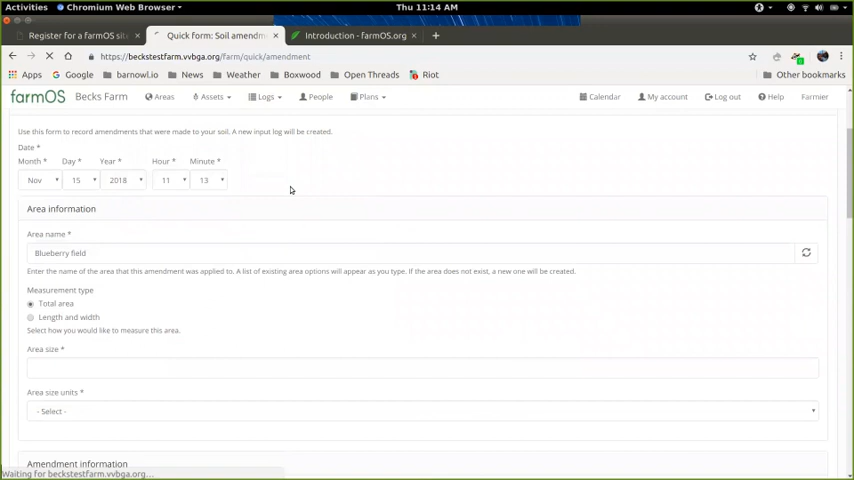 Activities Chromium Web Browser Thu 11:14 AM
Register for a farmOS sit Quick form: Soil amendm Introduction - farmOS.org
https://beckstestfarm.vvbga.org/farm/quick/amendment
Apps Google barnowl.io News Weather Boxwood Open Threads Riot Other bookmarks
farmOS Becks Farm Areas Assets Logs People Plans Calendar My account Log out Help Farmier
Use this form to record amendments that were made to your soil. A new input log will be created.
Date *
Month * Day * Year * Hour * Minute *
Nov 15 2018 11 13
Area information
Area name *
Blueberry field
Enter the name of the area that this amendment was applied to. A list of existing area options will appear as you type. If the area does not exist, a new one will be created.
Measurement type
Total area
Length and width
Select how you would like to measure this area.
Area size *
Area size units *
- Select -
Amendment information
Waiting for beckstestfarm.vvbga.org...